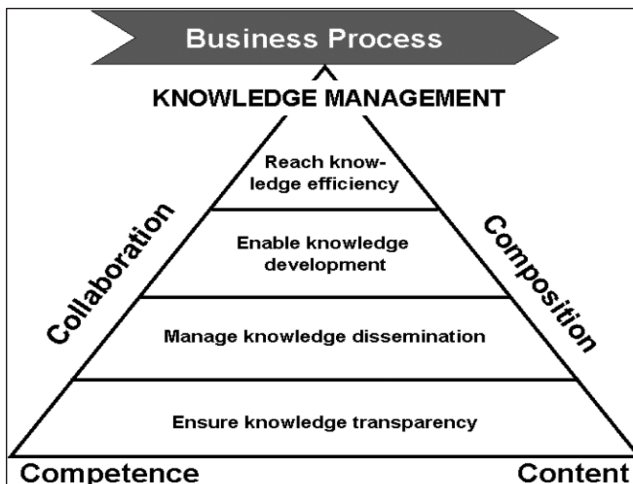 Business Process
KNOWLEDGE MANAGEMENT
Reach know-
ledge efficiency
Enable knowledge
development
Collaboration
Composition
Manage knowledge dissemination
Ensure knowledge transparency
Competence
Content